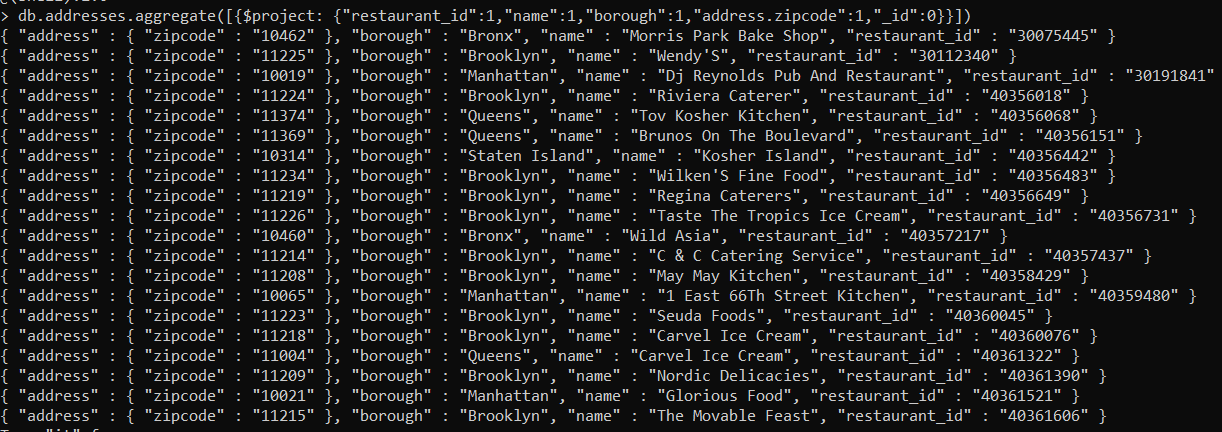 > db.addresses.aggregate([{$project: {"restaurant_id":1,"name":1,"borough":1,"address.zipcode":1,"_id":0}}])
{ "address" : { "zipcode" : "10462" }, "borough" : "Bronx", "name" : "Morris Park Bake Shop", "restaurant_id" : "30075445" }
{ "address" : { "zipcode" : "11225" }, "borough" : "Brooklyn", "name" : "Wendy'S", "restaurant_id" : "30112340" }
{ "address" : { "zipcode" : "10019" }, "borough" : "Manhattan", "name" : "Dj Reynolds Pub And Restaurant", "restaurant_id" : "30191841"
{ "address" : { "zipcode" : "11224" }, "borough" : "Brooklyn", "name" : "Riviera Caterer", "restaurant_id" : "40356018" }
{ "address" : { "zipcode" : "11374" }, "borough" : "Queens", "name" : "Tov Kosher Kitchen", "restaurant_id" : "40356068" }
{ "address" : { "zipcode" : "11369" }, "borough" : "Queens", "name" : "Brunos On The Boulevard", "restaurant_id" : "40356151" }
{ "address" : { "zipcode" : "10314" }, "borough" : "Staten Island", "name" : "Kosher Island", "restaurant_id" : "40356442" }
{ "address" : { "zipcode" : "11234" }, "borough" : "Brooklyn", "name" : "Wilken'S Fine Food", "restaurant_id" : "40356483" }
{ "address" : { "zipcode" : "11219" }, "borough" : "Brooklyn", "name" : "Regina Caterers", "restaurant_id" : "40356649" }
{ "address" : { "zipcode" : "11226" }, "borough" : "Brooklyn", "name" : "Taste The Tropics Ice Cream", "restaurant_id" : "40356731" }
{ "address" : { "zipcode" : "10460" }, "borough" : "Bronx", "name" : "Wild Asia", "restaurant_id" : "40357217" }
{ "address" : { "zipcode" : "11214" }, "borough" : "Brooklyn", "name" : "C & C Catering Service", "restaurant_id" : "40357437" }
{ "address" : { "zipcode" : "11208" }, "borough" : "Brooklyn", "name" : "May May Kitchen", "restaurant_id" : "40358429" }
{ "address" : { "zipcode" : "10065" }, "borough" : "Manhattan", "name" : "1 East 66Th Street Kitchen", "restaurant_id" : "40359480" }
{ "address" : { "zipcode" : "11223" }, "borough" : "Brooklyn", "name" : "Seuda Foods", "restaurant_id" : "40360045" }
{ "address" : { "zipcode" : "11218" }, "borough" : "Brooklyn", "name" : "Carvel Ice Cream", "restaurant_id" : "40360076" }
{ "address" : { "zipcode" : "11004" }, "borough" : "Queens", "name" : "Carvel Ice Cream", "restaurant_id" : "40361322" }
{ "address" : { "zipcode" : "11209" }, "borough" : "Brooklyn", "name" : "Nordic Delicacies", "restaurant_id" : "40361390" }
{ "address" : { "zipcode" : "10021" }, "borough" : "Manhattan", "name" : "Glorious Food", "restaurant_id" : "40361521" }
{ "address" : { "zipcode" : "11215" }, "borough" : "Brooklyn", "name" : "The Movable Feast", "restaurant_id" : "40361606" }